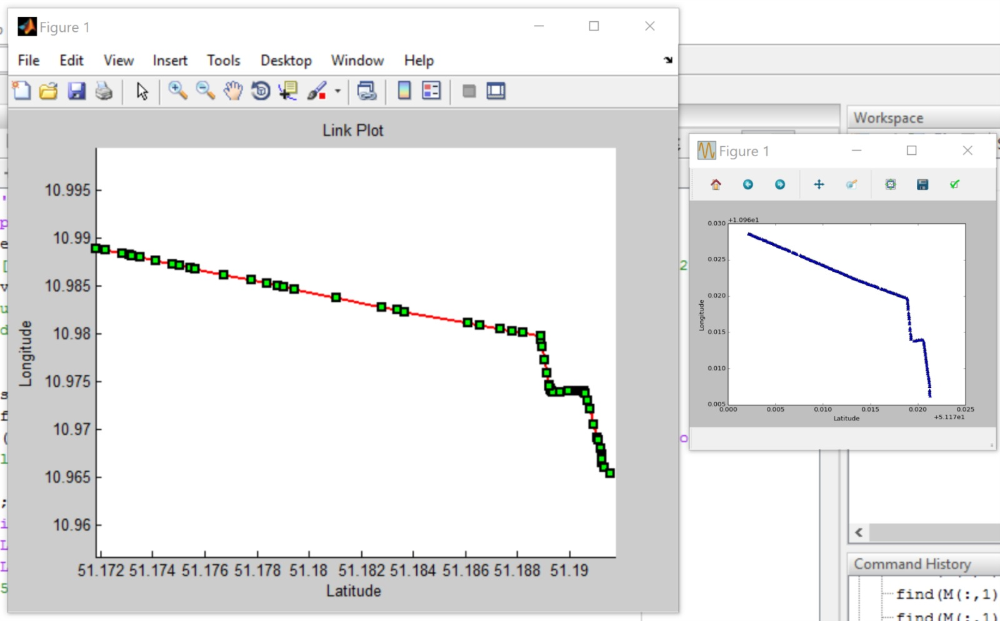 Figure 1
File Edit View Insert Tools Desktop Window Help
Link Plot
10.995
10.99
10.985
10.98
10.975
10.97
10.965
10.96
Longitude
51.172 51.174 51.176 51.178 51.18 51.182 51.184 51.186 51.188 51.19
Latitude
Workspace
Figure 1
+1.096e1
0.030
0.025
0.020
0.015
0.010
0.005
Longitude
0.000 0.005 0.010 0.015 0.020 0.025
Latitude
+5.117e1
Command History
find(M(:,1)
find(M(:,1)
'
p
e
[
v
u
d
s
f
(
l
;
i
L
L
5
2
o